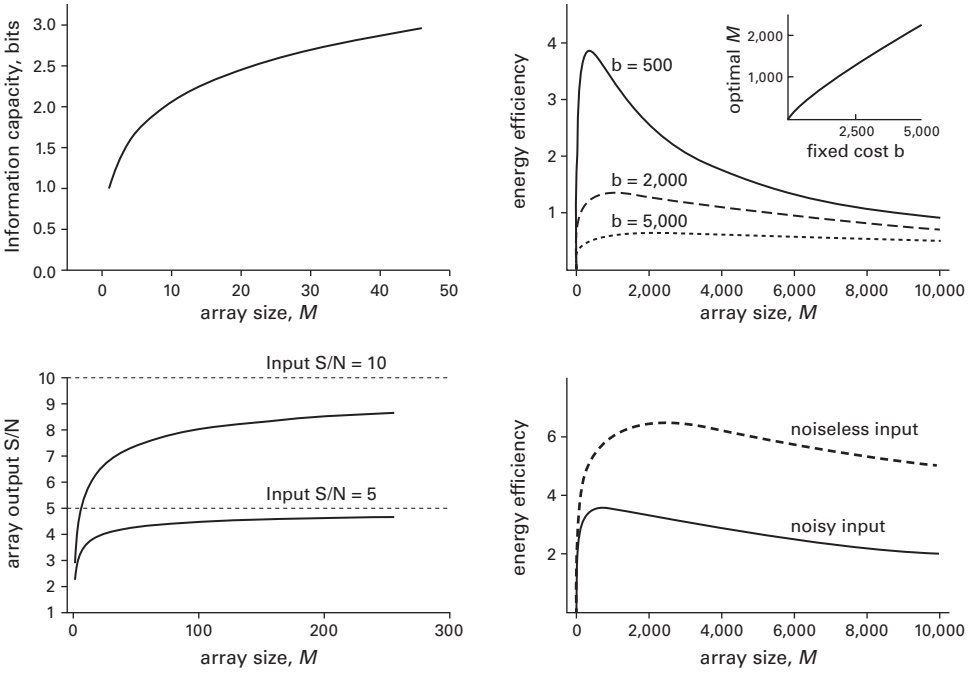 Information capacity, bits
3.0
2.5
2.0
1.5
1.0
0.5
0.0
0 10 20 30 40 50
array size, M
energy efficiency
4
3
2
1
b = 500
b = 2,000
b = 5,000
0 2,000 4,000 6,000 8,000 10,000
array size, M
optimal M
2,000
1,000
2,500 5,000
fixed cost b
array output S/N
10
9
8
7
6
5
4
3
2
1
Input S/N = 10
Input S/N = 5
0 100 200 300
array size, M
energy efficiency
6
4
2
noiseless input
noisy input
0 2,000 4,000 6,000 8,000 10,000
array size, M